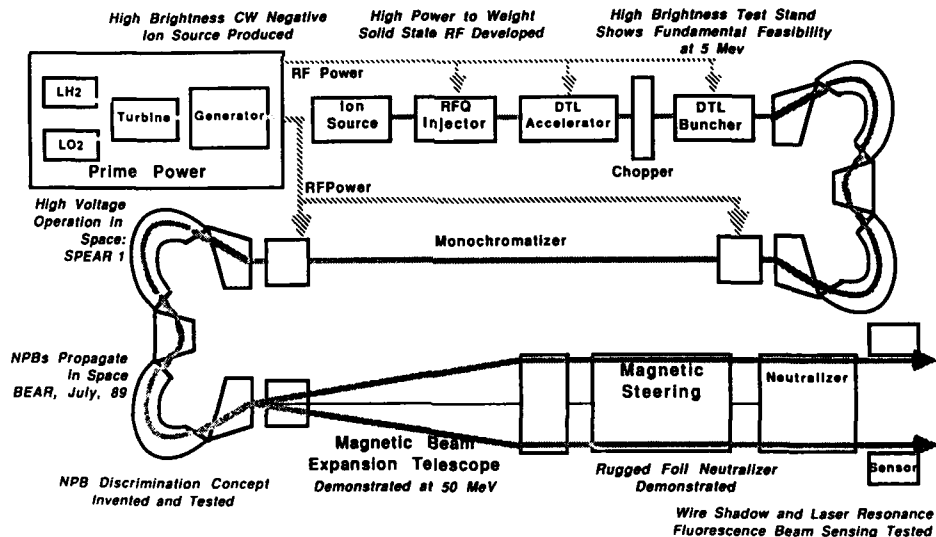 High Brightness CW Negative
Ion Source Produced
High Power to Weight
Solid State RF Developed
High Brightness Test Stand
Shows Fundamental Feasibility
at 5 Mev
RF Power
LH2
LO2
Turbine
Generator
Prime Power
Ion
Source
RFQ
Injector
DTL
Accelerator
Chopper
DTL
Buncher
RFPower
High Voltage
Operation in
Space:
SPEAR 1
Monochromatizer
NPBs Propagate
in Space
BEAR, July, 89
Magnetic
Steering
Neutralizer
Magnetic Beam
Expansion Telescope
Demonstrated at 50 MeV
Rugged Foil Neutralizer
Demonstrated
Sensor
NPB Discrimination Concept
Invented and Tested
Wire Shadow and Laser Resonance
Fluorescence Beam Sensing Tested